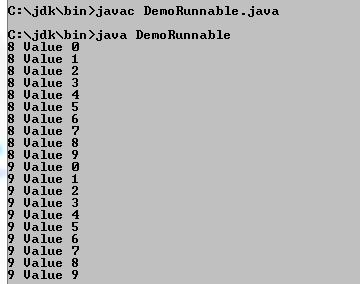 C:\jdk\bin>javac DemoRunnable.java
C:\jdk\bin>java DemoRunnable
8 Value 0
8 Value 1
8 Value 2
8 Value 3
8 Value 4
8 Value 5
8 Value 6
8 Value 7
8 Value 8
8 Value 9
9 Value 0
9 Value 1
9 Value 2
9 Value 3
9 Value 4
9 Value 5
9 Value 6
9 Value 7
9 Value 8
9 Value 9